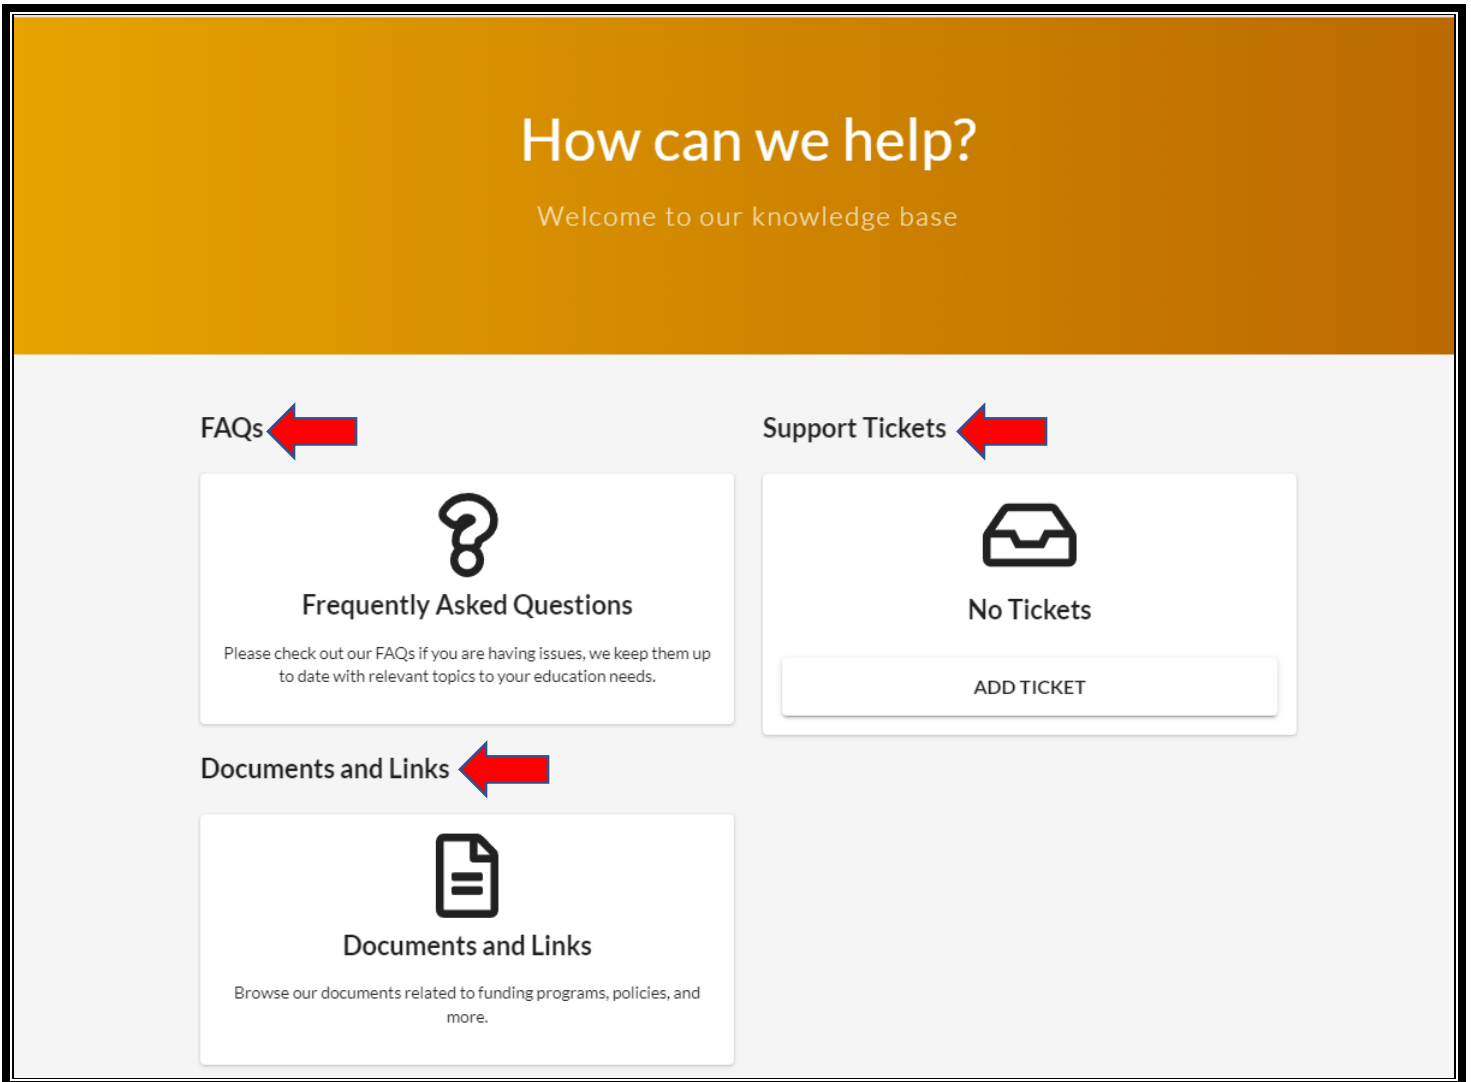 How can we help?
Welcome to our knowledge base
FAQs
Frequently Asked Questions
Please check out our FAQs if you are having issues, we keep them up
to date with relevant topics to your education needs.
Support Tickets
No Tickets
ADD TICKET
Documents and Links
Documents and Links
Browse our documents related to funding programs, policies, and
more.